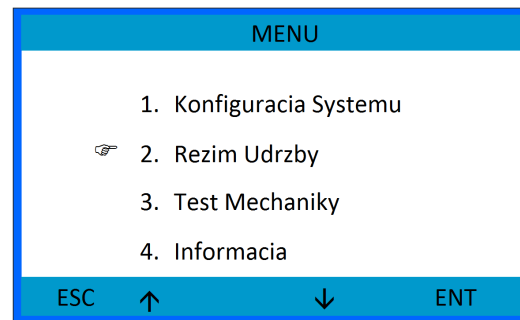 MENU
1. Konfiguracia Systemu
☞ 2. Rezim Udrzby
3. Test Mechaniky
4. Informacia
ESC ↑ ↓ ENT